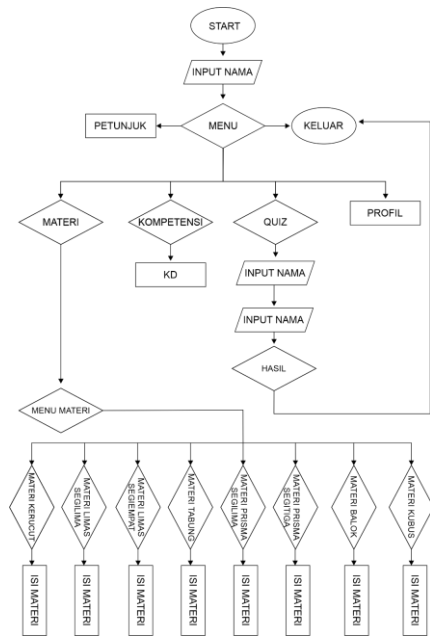 START
INPUT NAMA
PETUNJUK
MENU
KELUAR
MATERI
KOMPETENSI
QUIZ
PROFIL
KD
INPUT NAMA
INPUT NAMA
HASIL
MENU MATERI
MATERI KERUCUT
MATERI LIMAS
SEGILIMA
MATERI LIMAS
SEGIEMPAT
MATERI TABUNG
MATERI PRISMA
SEGILIMA
MATERI PRISMA
SEGITIGA
MATERI BALOK
MATERI KUBUS
ISI MATERI
ISI MATERI
ISI MATERI
ISI MATERI
ISI MATERI
ISI MATERI
ISI MATERI
ISI MATERI